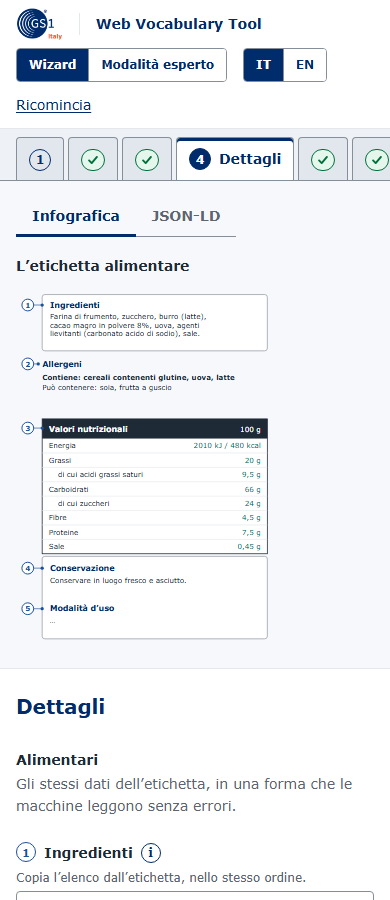 GS1
Italy
Web Vocabulary Tool
Wizard
Modalità esperto
IT
EN
Ricomincia
1
4 Dettagli
Infografica
JSON-LD
L’etichetta alimentare
1 Ingredienti
Farina di frumento, zucchero, burro (latte),
cacao magro in polvere 8%, uova, agenti
lievitanti (carbonato acido di sodio), sale.
2 Allergeni
Contiene: cereali contenenti glutine, uova, latte
Può contenere: soia, frutta a guscio
3 Valori nutrizionali 100 g
Energia 2010 kJ / 480 kcal
Grassi 20 g
di cui acidi grassi saturi 9,5 g
Carboidrati 66 g
di cui zuccheri 24 g
Fibre 4,5 g
Proteine 7,5 g
Sale 0,45 g
4 Conservazione
Conservare in luogo fresco e asciutto.
5 Modalità d'uso
...
Dettagli
Alimentari
Gli stessi dati dell’etichetta, in una forma che le
macchine leggono senza errori.
1 Ingredienti i
Copia l’elenco dall’etichetta, nello stesso ordine.